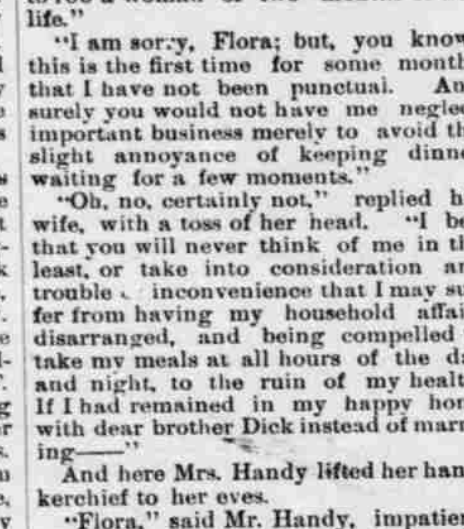 life."
"I am sorry, Flora; but, you know
this is the first time for some month
that I have not been punctual. An
surely you would not have me neglec
important business merely to avoid th
slight annoyance of keeping dinne
waiting for a few moments."
"Oh, no, certainly not," replied h
wife, with a toss of her head. "I be
that you will never think of me in th
least, or take into consideration an
trouble inconvenience that I may su
fer from having my household affai
disarranged, and being compelled
take my meals at all hours of the da
and night, to the ruin of my healt
If I had remained in my happy hom
with dear brother Dick instead of marr
ing——"
And here Mrs. Handy lifted her han
kerchief to her eyes.
"Flora," said Mr. Handy, impatien